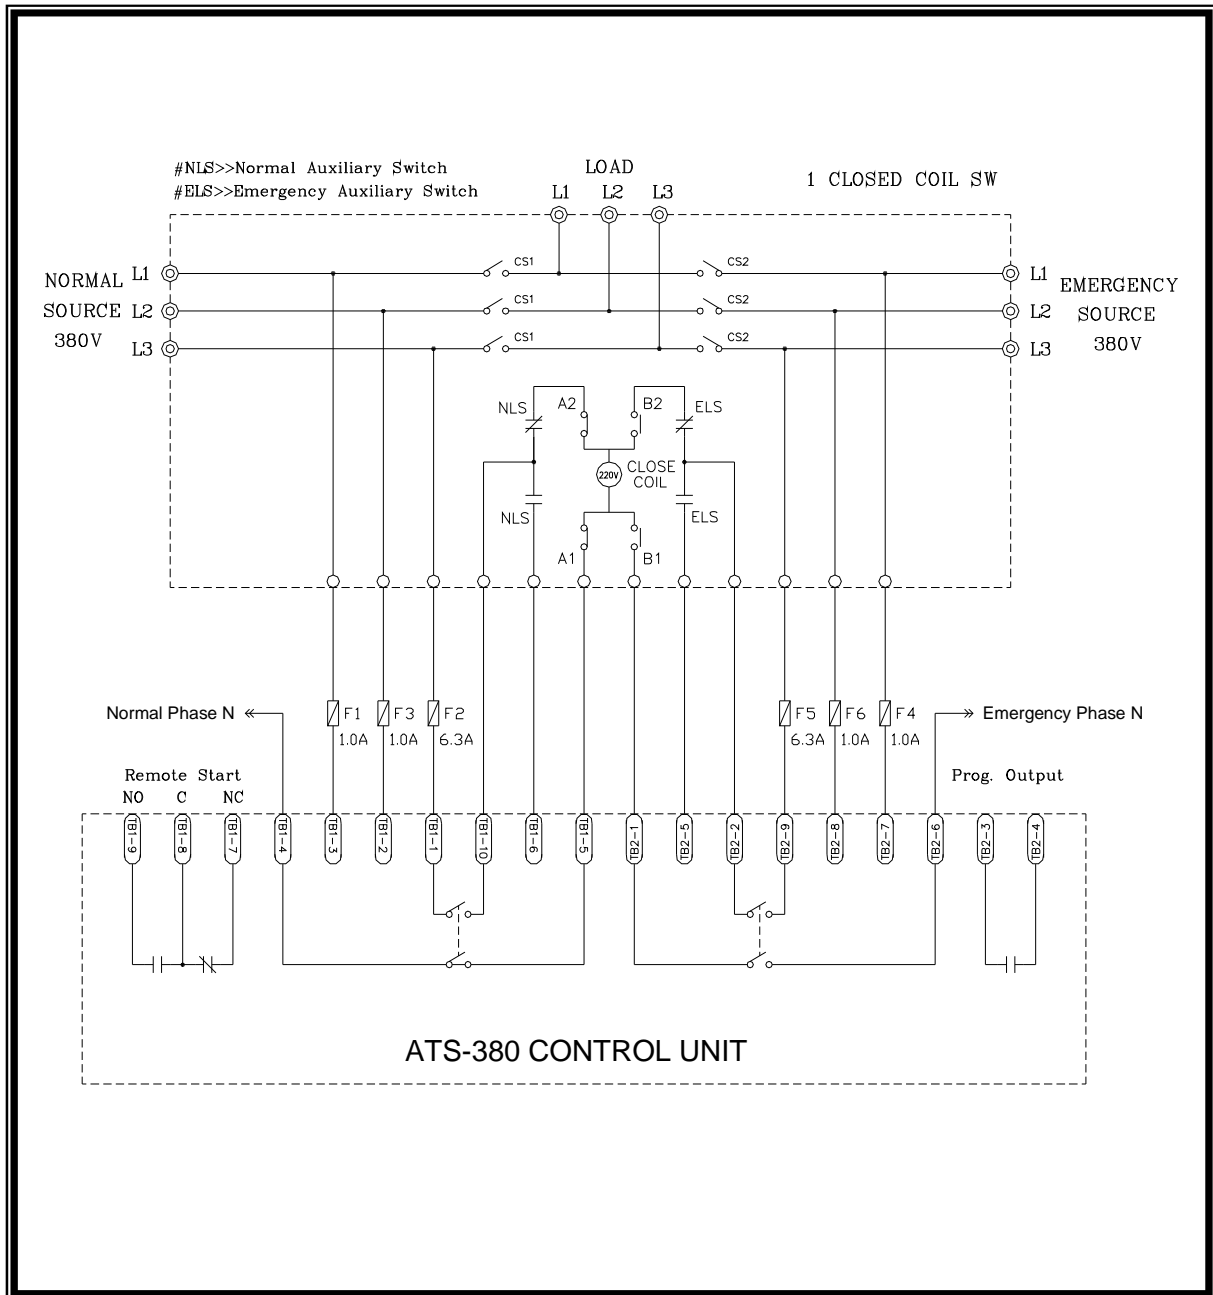 #NLS>>Normal Auxiliary Switch
#ELS>>Emergency Auxiliary Switch
LOAD
L1 L2 L3
1 CLOSED COIL SW
NORMAL
SOURCE
380V
L1
L2
L3
CS1
CS1
CS1
CS2
CS2
CS2
L1
L2
L3
EMERGENCY
SOURCE
380V
NLS
A2
B2
ELS
220V
CLOSE
COIL
NLS
ELS
A1
B1
Normal Phase N
F1
1.0A
F3
1.0A
F2
6.3A
F5
6.3A
F6
1.0A
F4
1.0A
Emergency Phase N
Remote Start
NO C NC
Prog. Output
TB1-9
TB1-8
TB1-7
TB1-4
TB1-3
TB1-2
TB1-1
TB1-10
TB1-6
TB1-5
TB2-1
TB2-5
TB2-2
TB2-9
TB2-8
TB2-7
TB2-6
TB2-3
TB2-4
ATS-380 CONTROL UNIT